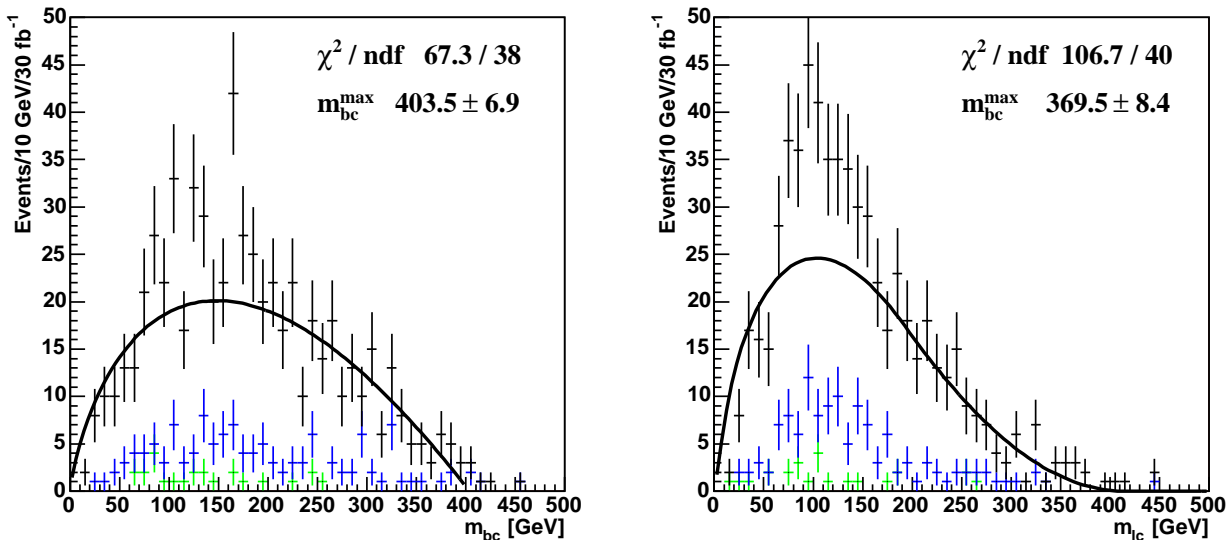 Events/10 GeV/30 fb⁻¹
50
45
40
35
30
25
20
15
10
5
0
χ² / ndf 67.3 / 38
m_bc^max 403.5 ± 6.9
0 50 100 150 200 250 300 350 400 450 500
m_bc [GeV]
Events/10 GeV/30 fb⁻¹
50
45
40
35
30
25
20
15
10
5
0
χ² / ndf 106.7 / 40
m_bc^max 369.5 ± 8.4
0 50 100 150 200 250 300 350 400 450 500
m_lc [GeV]